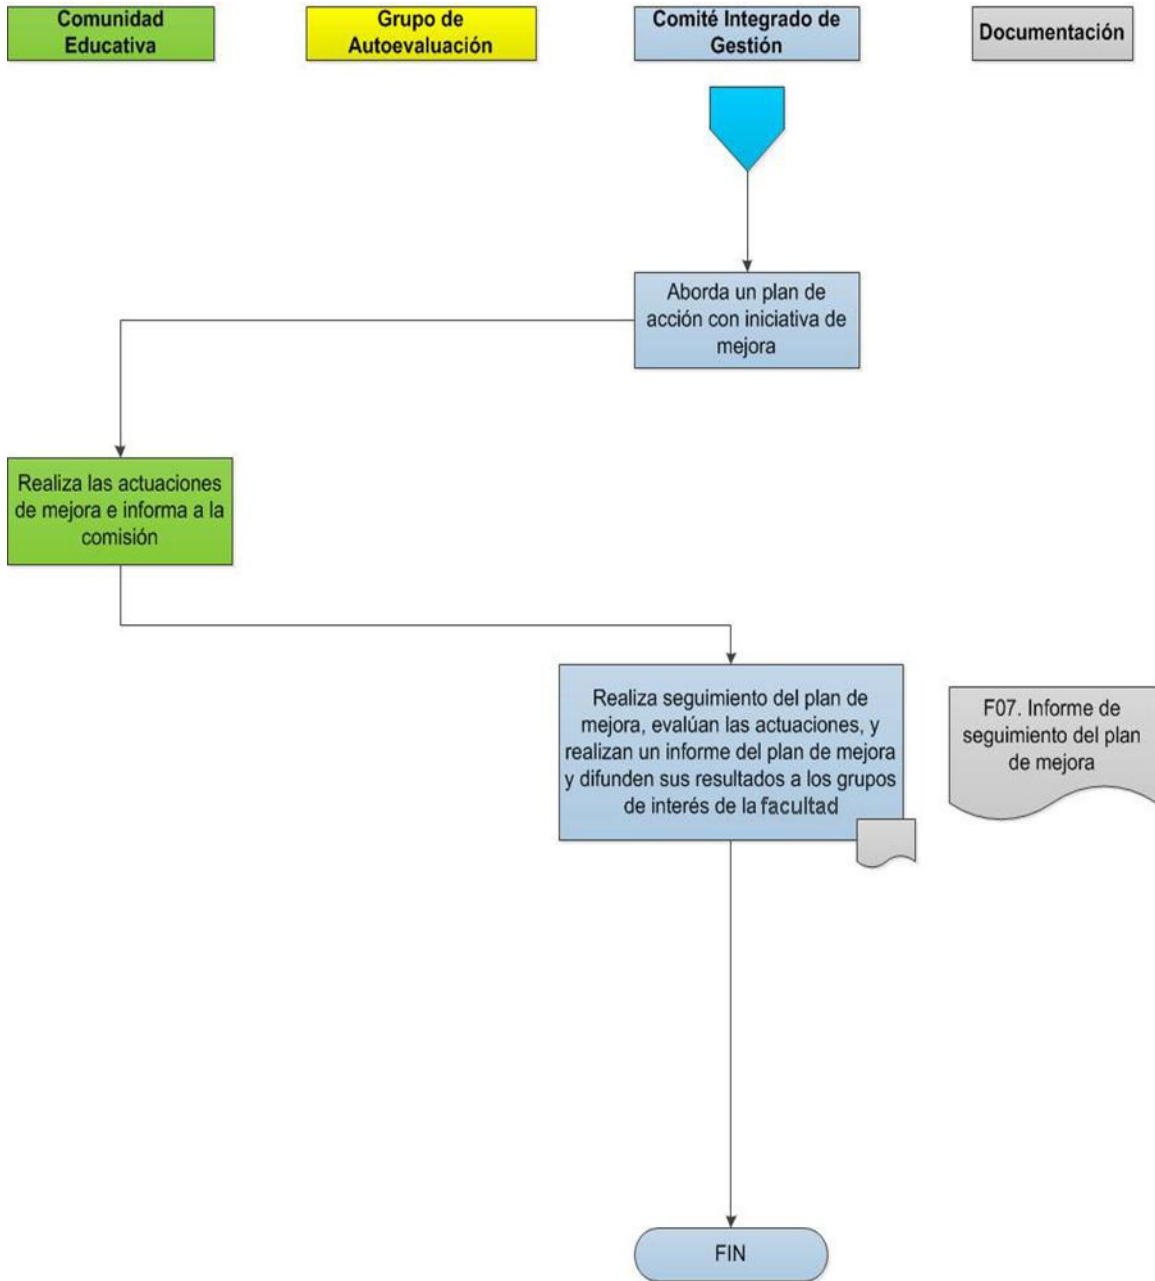 Comunidad
Educativa
Grupo de
Autoevaluación
Comité Integrado de
Gestión
Documentación
Aborda un plan de
acción con iniciativa de
mejora
Realiza las actuaciones
de mejora e informa a la
comisión
Realiza seguimiento del plan de
mejora, evalúan las actuaciones, y
realizan un informe del plan de mejora
y difunden sus resultados a los grupos
de interés de la facultad
F07. Informe de
seguimiento del plan
de mejora
FIN